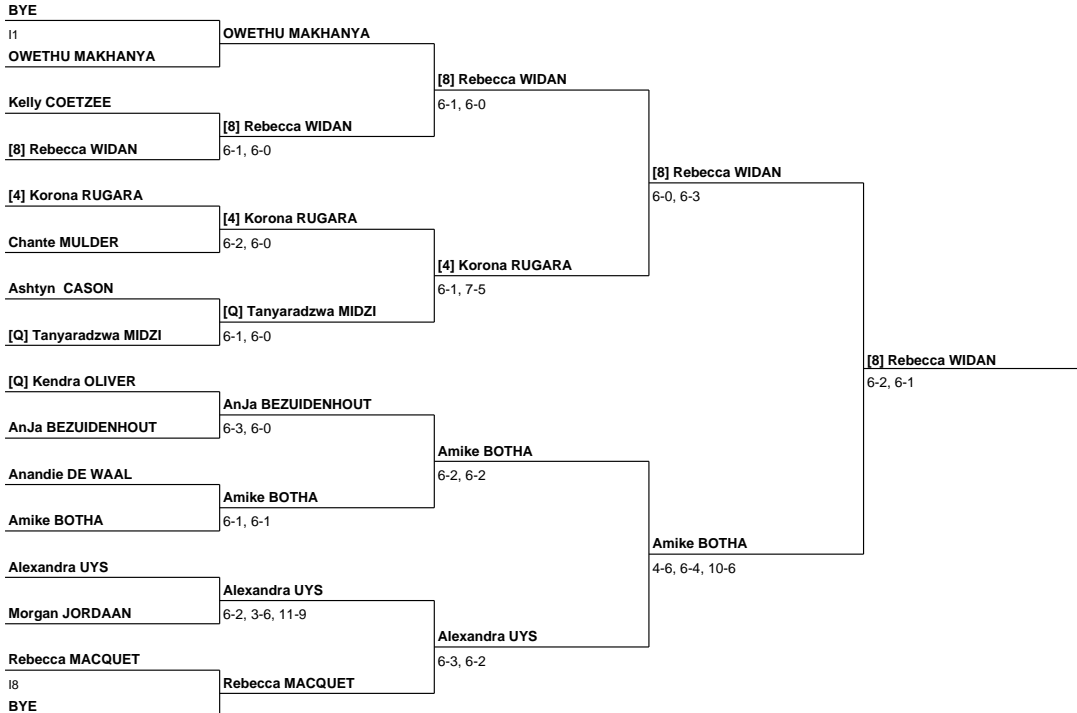 BYE
I1
OWETHU MAKHANYA
Kelly COETZEE
[8] Rebecca WIDAN
[4] Korona RUGARA
Chante MULDER
Ashtyn CASON
[Q] Tanyaradzwa MIDZI
[Q] Kendra OLIVER
AnJa BEZUIDENHOUT
Anandie DE WAAL
Amike BOTHA
Alexandra UYS
Morgan JORDAAN
Rebecca MACQUET
I8
BYE
OWETHU MAKHANYA
[8] Rebecca WIDAN
6-1, 6-0
[4] Korona RUGARA
6-2, 6-0
[Q] Tanyaradzwa MIDZI
6-1, 6-0
AnJa BEZUIDENHOUT
6-3, 6-0
Amike BOTHA
6-1, 6-1
Alexandra UYS
6-2, 3-6, 11-9
Rebecca MACQUET
[8] Rebecca WIDAN
6-1, 6-0
[4] Korona RUGARA
6-1, 7-5
Amike BOTHA
6-2, 6-2
Alexandra UYS
6-3, 6-2
[8] Rebecca WIDAN
6-0, 6-3
Amike BOTHA
4-6, 6-4, 10-6
[8] Rebecca WIDAN
6-2, 6-1